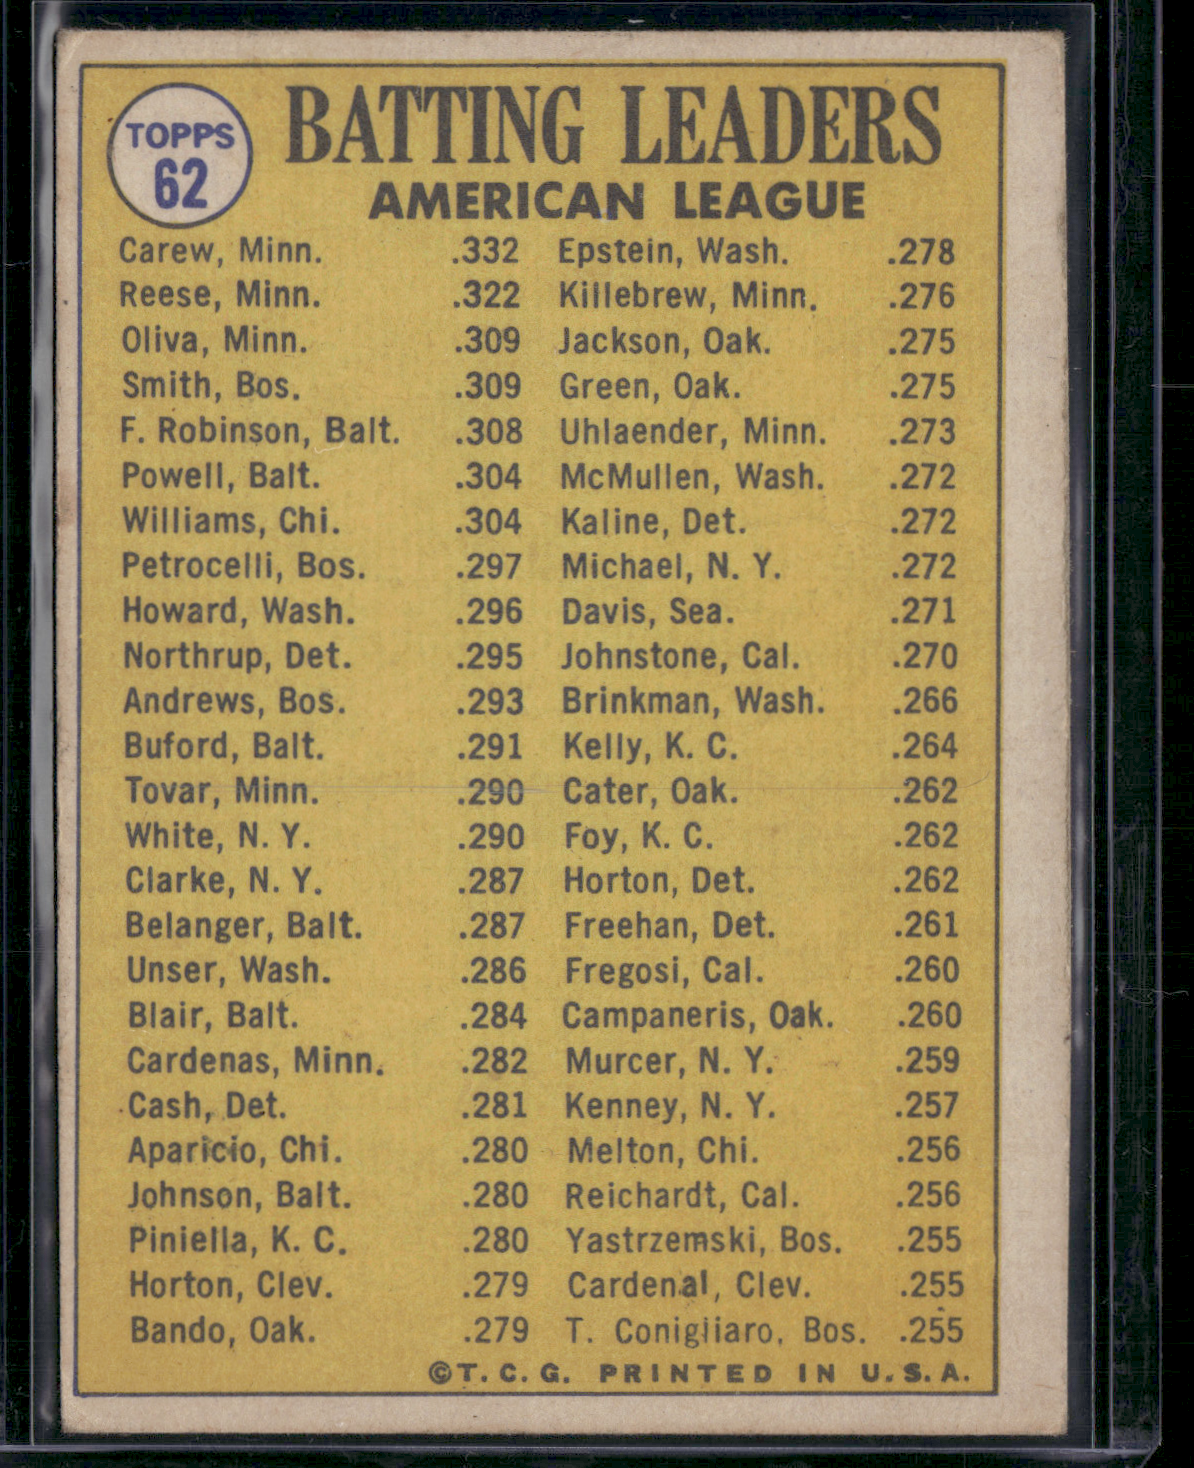 TOPPS
62
BATTING LEADERS
AMERICAN LEAGUE
Carew, Minn. .332
Reese, Minn. .322
Oliva, Minn. .309
Smith, Bos. .309
F. Robinson, Balt. .308
Powell, Balt. .304
Williams, Chi. .304
Petrocelli, Bos. .297
Howard, Wash. .296
Northrup, Det. .295
Andrews, Bos. .293
Buford, Balt. .291
Tovar, Minn. .290
White, N. Y. .290
Clarke, N. Y. .287
Belanger, Balt. .287
Unser, Wash. .286
Blair, Balt. .284
Cardenas, Minn. .282
Cash, Det. .281
Aparicio, Chi. .280
Johnson, Balt. .280
Piniella, K. C. .280
Horton, Clev. .279
Bando, Oak. .279
Epstein, Wash. .278
Killebrew, Minn. .276
Jackson, Oak. .275
Green, Oak. .275
Uhlaender, Minn. .273
McMullen, Wash. .272
Kaline, Det. .272
Michael, N. Y. .272
Davis, Sea. .271
Johnstone, Cal. .270
Brinkman, Wash. .266
Kelly, K. C. .264
Cater, Oak. .262
Foy, K. C. .262
Horton, Det. .262
Freehan, Det. .261
Fregosi, Cal. .260
Campaneris, Oak. .260
Murcer, N. Y. .259
Kenney, N. Y. .257
Melton, Chi. .256
Reichardt, Cal. .256
Yastrzemski, Bos. .255
Cardenal, Clev. .255
T. Conigliaro, Bos. .255
©T. C. G. PRINTED IN U. S. A.